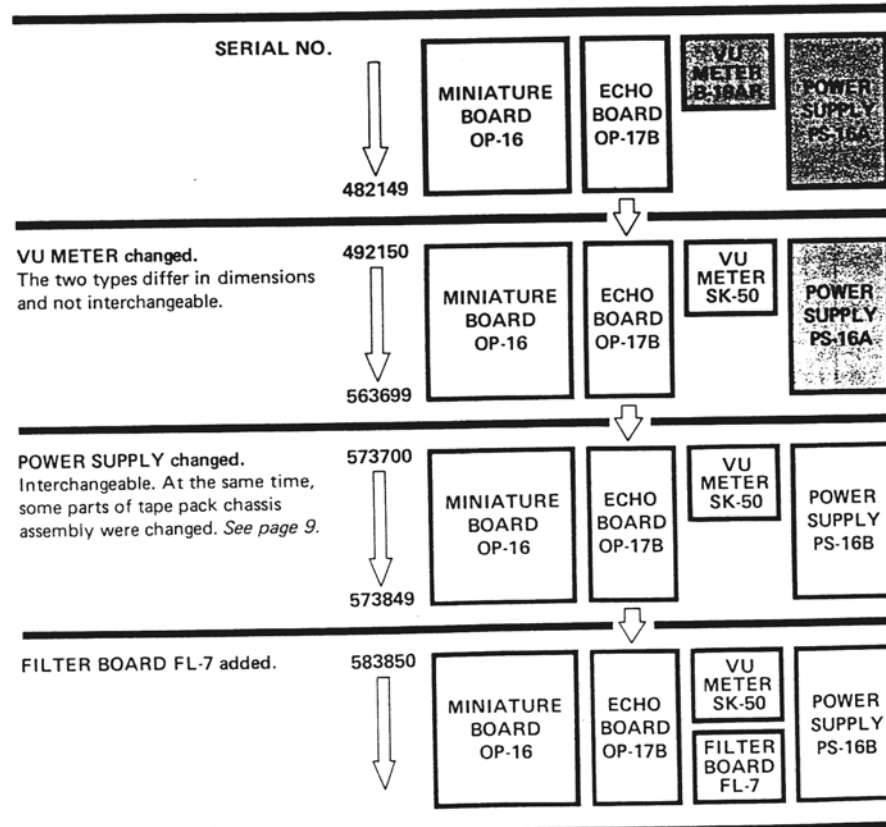 SERIAL NO.
482149
MINIATURE
BOARD
OP-16
ECHO
BOARD
OP-17B
VU
METER
B-18AR
POWER
SUPPLY
PS-16A
VU METER changed.
The two types differ in dimensions
and not interchangeable.
492150
563699
MINIATURE
BOARD
OP-16
ECHO
BOARD
OP-17B
VU
METER
SK-50
POWER
SUPPLY
PS-16A
POWER SUPPLY changed.
Interchangeable. At the same time,
some parts of tape pack chassis
assembly were changed. See page 9.
573700
573849
MINIATURE
BOARD
OP-16
ECHO
BOARD
OP-17B
VU
METER
SK-50
POWER
SUPPLY
PS-16B
FILTER BOARD FL-7 added.
583850
MINIATURE
BOARD
OP-16
ECHO
BOARD
OP-17B
VU
METER
SK-50
FILTER
BOARD
FL-7
POWER
SUPPLY
PS-16B